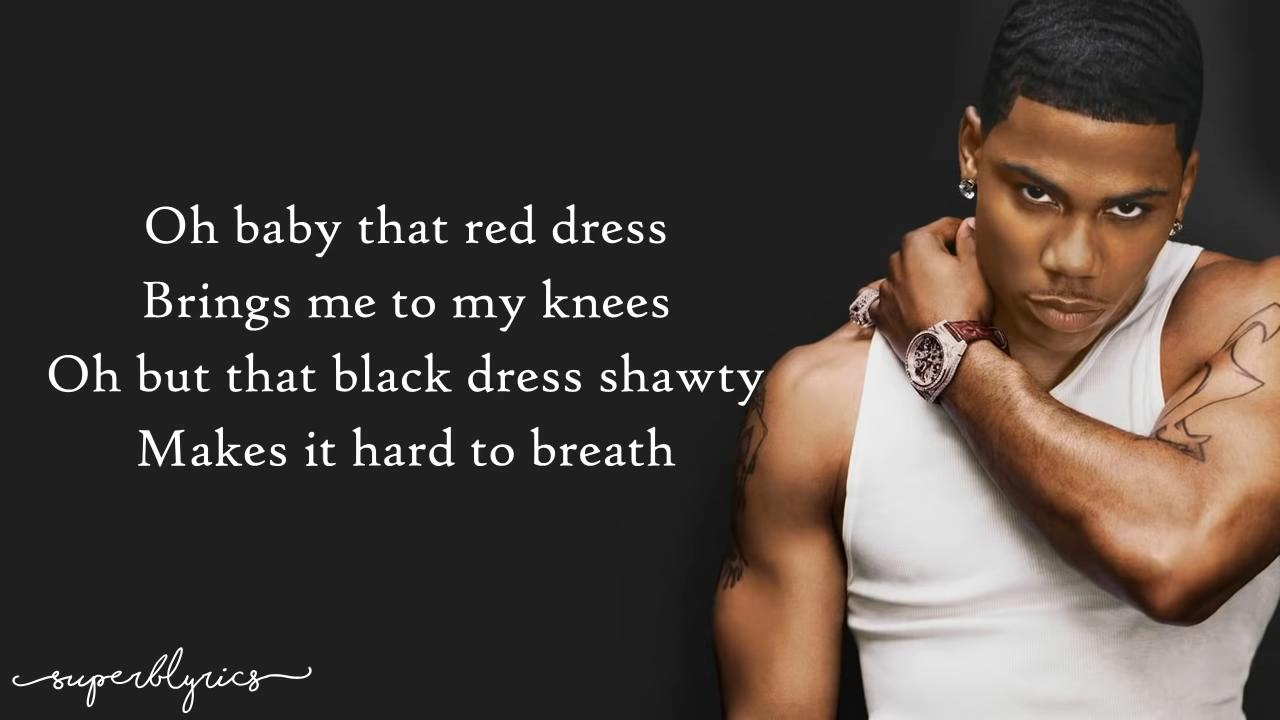 Oh baby that red dress
Brings me to my knees
Oh but that black dress shawty
Makes it hard to breath
superblyrics